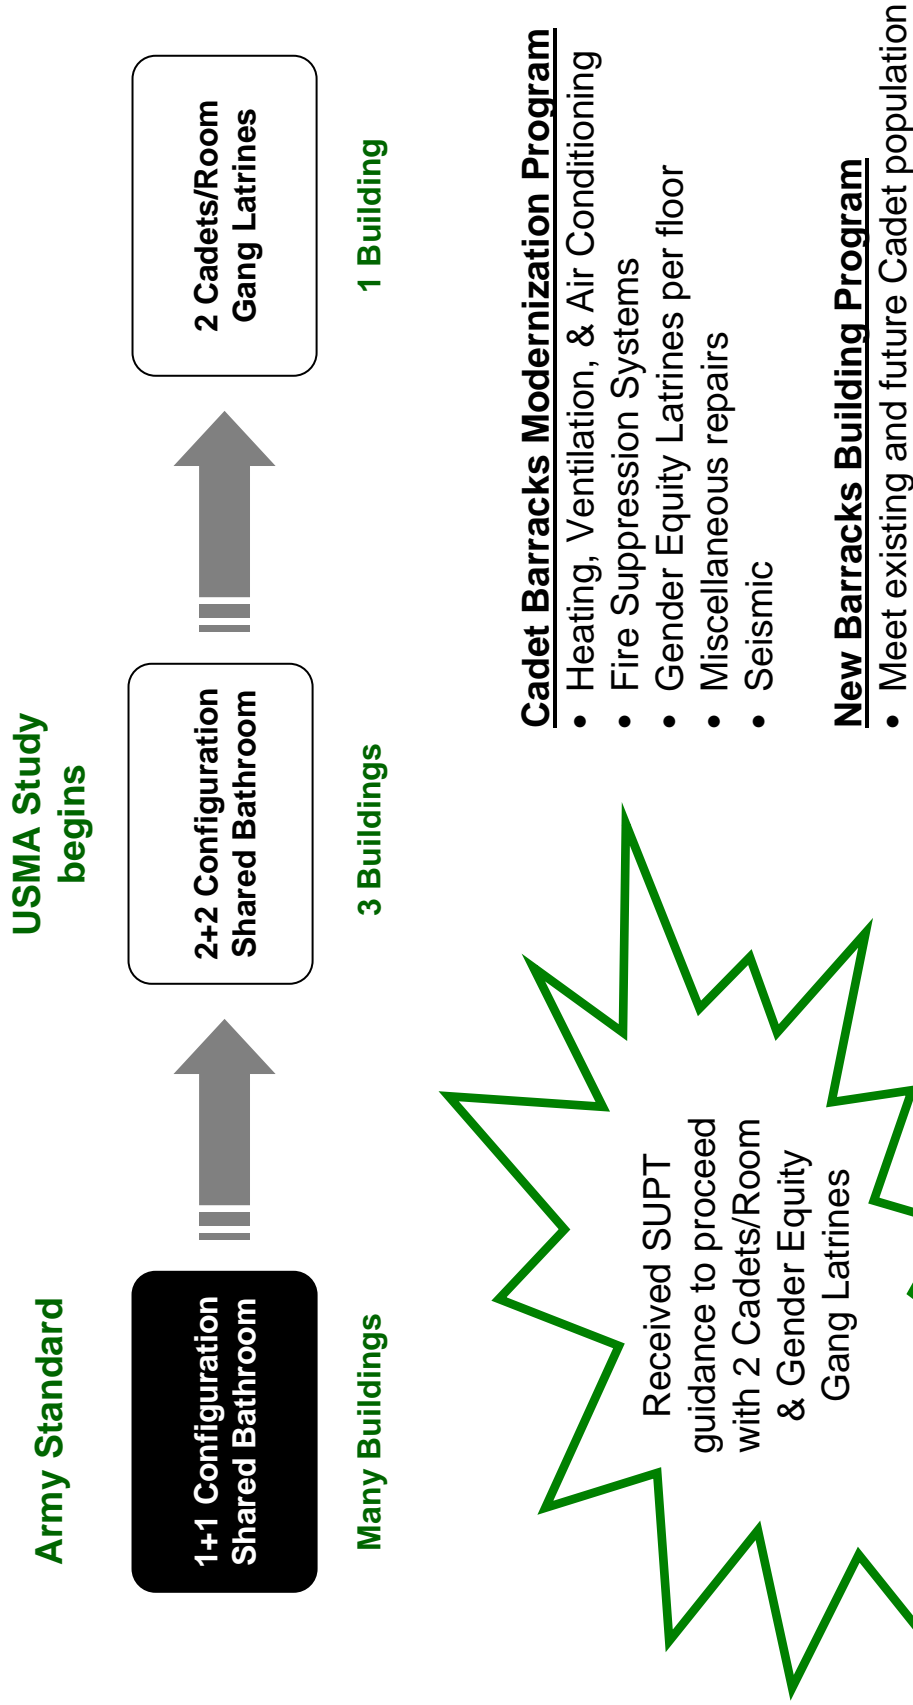 Army Standard
USMA Study
begins
1+1 Configuration
Shared Bathroom
2+2 Configuration
Shared Bathroom
2 Cadets/Room
Gang Latrines
Many Buildings
3 Buildings
1 Building
Received SUPT
guidance to proceed
with 2 Cadets/Room
& Gender Equity
Gang Latrines
Cadet Barracks Modernization Program
• Heating, Ventilation, & Air Conditioning
• Fire Suppression Systems
• Gender Equity Latrines per floor
• Miscellaneous repairs
• Seismic
New Barracks Building Program
• Meet existing and future Cadet population